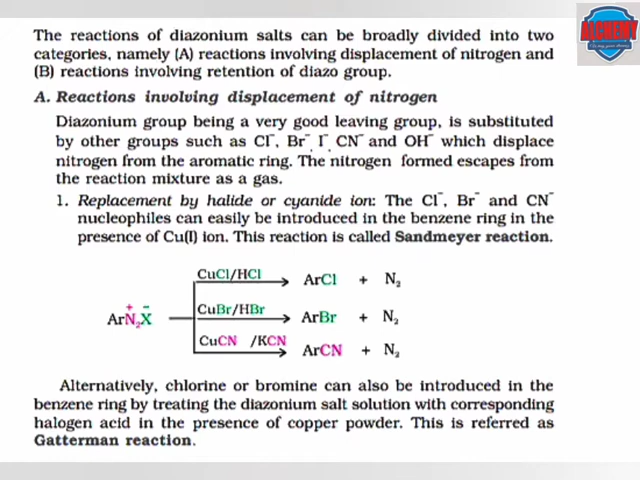 ALCHEMY
The reactions of diazonium salts can be broadly divided into two
categories, namely (A) reactions involving displacement of nitrogen and
(B) reactions involving retention of diazo group.
A. Reactions involving displacement of nitrogen
Diazonium group being a very good leaving group, is substituted
by other groups such as Cl⁻, Br⁻, I⁻, CN⁻ and OH⁻ which displace
nitrogen from the aromatic ring. The nitrogen formed escapes from
the reaction mixture as a gas.
1. Replacement by halide or cyanide ion: The Cl⁻, Br⁻ and CN⁻
nucleophiles can easily be introduced in the benzene ring in the
presence of Cu(I) ion. This reaction is called Sandmeyer reaction.
CuCl/HCl ArCl + N₂
ArN⁺₂X⁻ CuBr/HBr ArBr + N₂
CuCN /KCN ArCN + N₂
Alternatively, chlorine or bromine can also be introduced in the
benzene ring by treating the diazonium salt solution with corresponding
halogen acid in the presence of copper powder. This is referred as
Gatterman reaction.